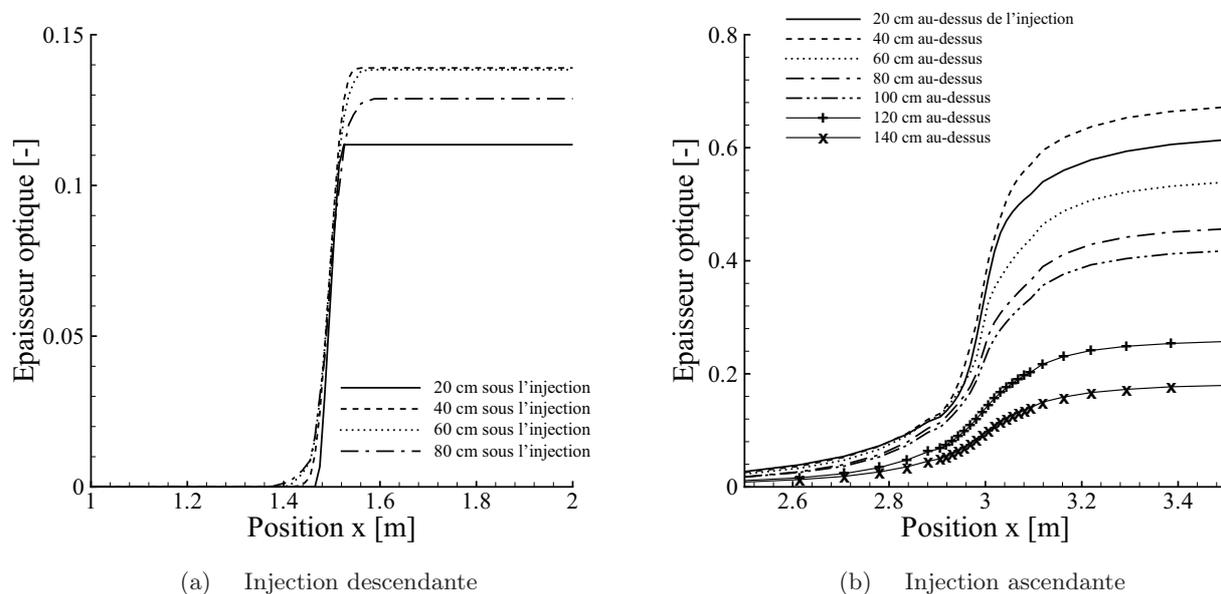 0.15
0.1
0.05
0
1
1.2
1.4
1.6
1.8
2
Epaisseur optique [-]
Position x [m]
20 cm sous l'injection
40 cm sous l'injection
60 cm sous l'injection
80 cm sous l'injection
(a) Injection descendante
20 cm au-dessus de l'injection
40 cm au-dessus
60 cm au-dessus
80 cm au-dessus
100 cm au-dessus
120 cm au-dessus
140 cm au-dessus
0.8
0.6
0.4
0.2
0
2.6
2.8
3
3.2
3.4
Epaisseur optique [-]
Position x [m]
(b) Injection ascendante